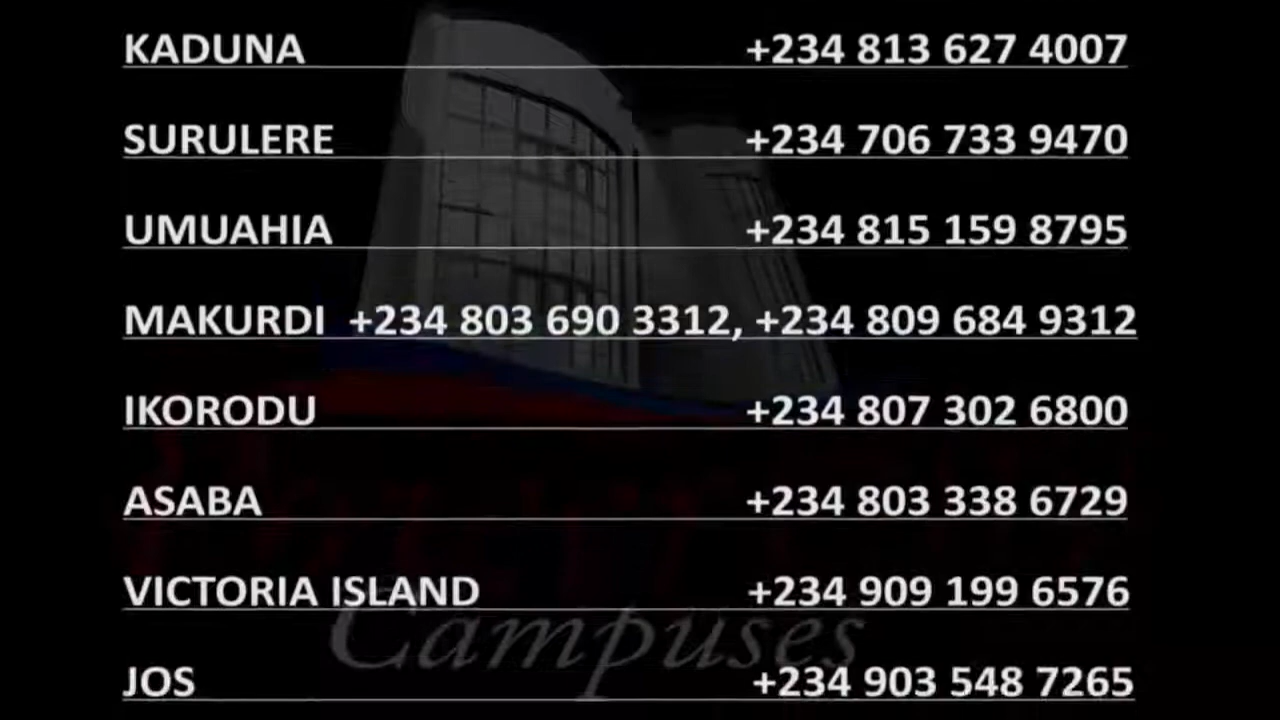 KADUNA +234 813 627 4007
SURULERE +234 706 733 9470
UMUAHIA +234 815 159 8795
MAKURDI +234 803 690 3312, +234 809 684 9312
IKORODU +234 807 302 6800
ASABA +234 803 338 6729
VICTORIA ISLAND +234 909 199 6576
Campuses
JOS +234 903 548 7265